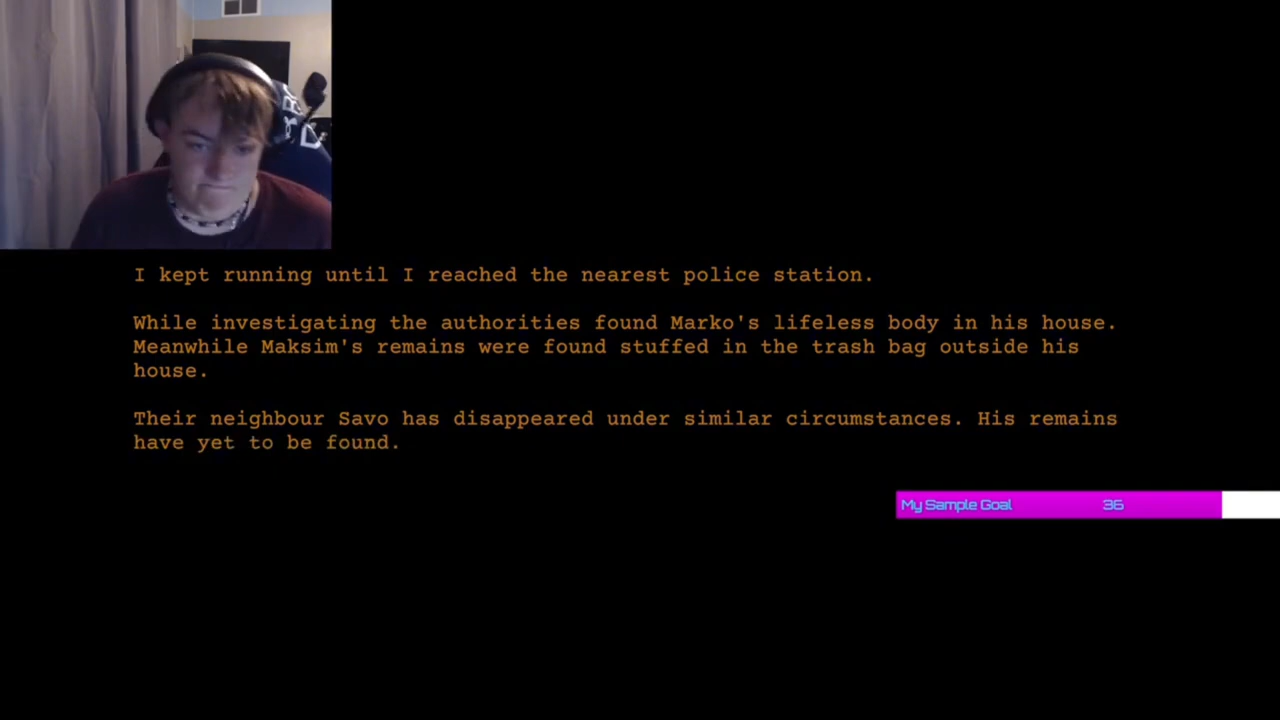 I kept running until I reached the nearest police station.
While investigating the authorities found Marko's lifeless body in his house.
Meanwhile Maksim's remains were found stuffed in the trash bag outside his
house.
Their neighbour Savo has disappeared under similar circumstances. His remains
have yet to be found.
My Sample Goal 36